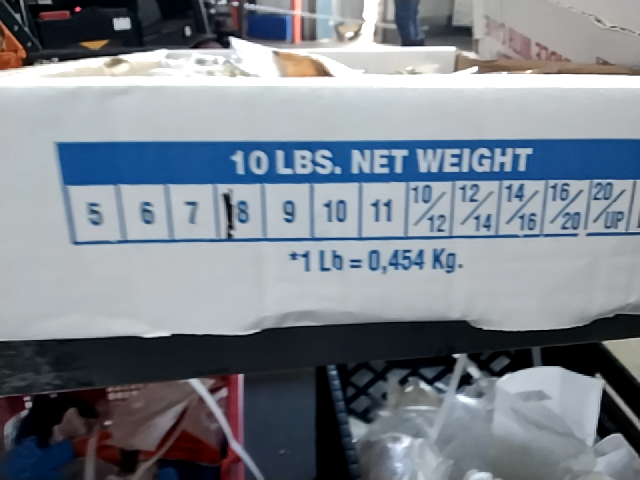 10 LBS. NET WEIGHT
5 6 7 8 9 10 11 10/12 12/14 14/16 16/20 20/UP
*1 Lb = 0,454 Kg.